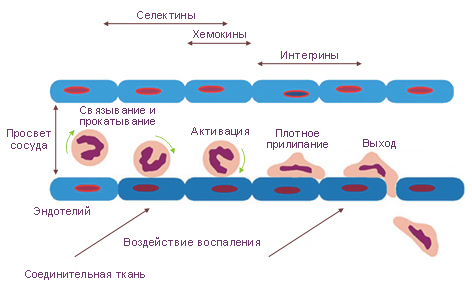 Селектины
Хемокины
Интегрины
Связывание и
прокатывание
Просвет
сосуда
Активация
Плотное
прилипание
Выход
Эндотелий
Воздействие воспаления
Соединительная ткань